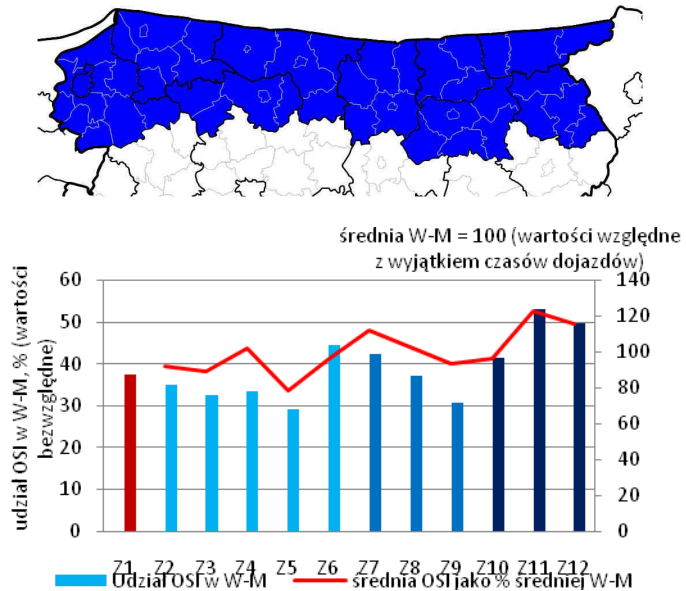 średnia W-M = 100 (wartości względne
z wyjątkiem czasów dojazdów)
udział OSI w W-M, % (wartości
bezwzględne)
60 140
50 120
40 100
30 80
20 60
10 40
0 20
0
Z1 Z2 Z3 Z4 Z5 Z6 Z7 Z8 Z9 Z10 Z11 Z12
Udział OSI w W-M średnia OSI jako % średniej W-M